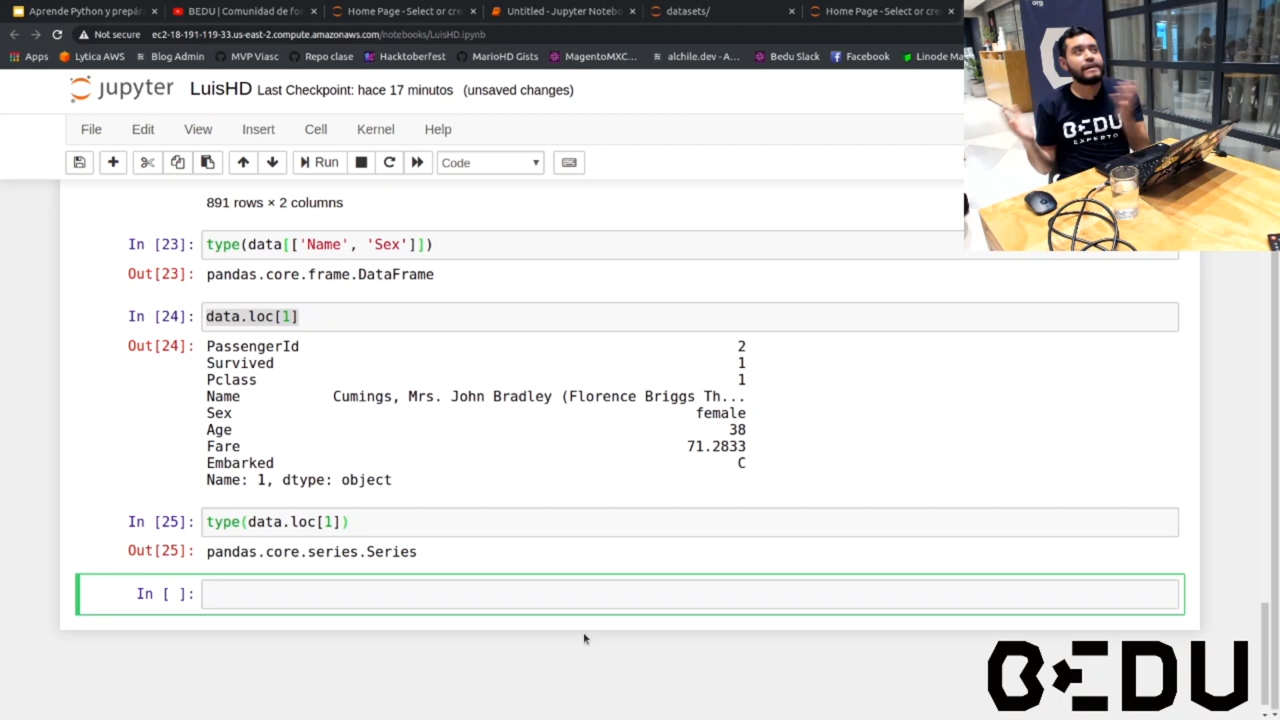 Aprende Python y prepár
BEDU | Comunidad de for
Home Page - Select or cre
Untitled - Jupyter Notebo
datasets/
Home Page - Select or cre
Not secure
ec2-18-191-119-33.us-east-2.compute.amazonaws.com/notebooks/LuisHD.ipynb
Apps
Lytica AWS
Blog Admin
MVP Viaje Repo clase
Hacktoberfest
MarioHD Gists
MagentoMXC...
alchile.dev - A...
Bedu Slack
Facebook
Linode Ma
org
BEDU
EXPERTO
jupyter LuisHD Last Checkpoint: hace 17 minutos (unsaved changes)
File Edit View Insert Cell Kernel Help
Run
Code
891 rows × 2 columns
In [23]: type(data[['Name', 'Sex']])
Out[23]: pandas.core.frame.DataFrame
In [24]: data.loc[1]
Out[24]: PassengerId 2
Survived 1
Pclass 1
Name Cumings, Mrs. John Bradley (Florence Briggs Th...
Sex female
Age 38
Fare 71.2833
Embarked C
Name: 1, dtype: object
In [25]: type(data.loc[1])
Out[25]: pandas.core.series.Series
In [ ]:
BEDU